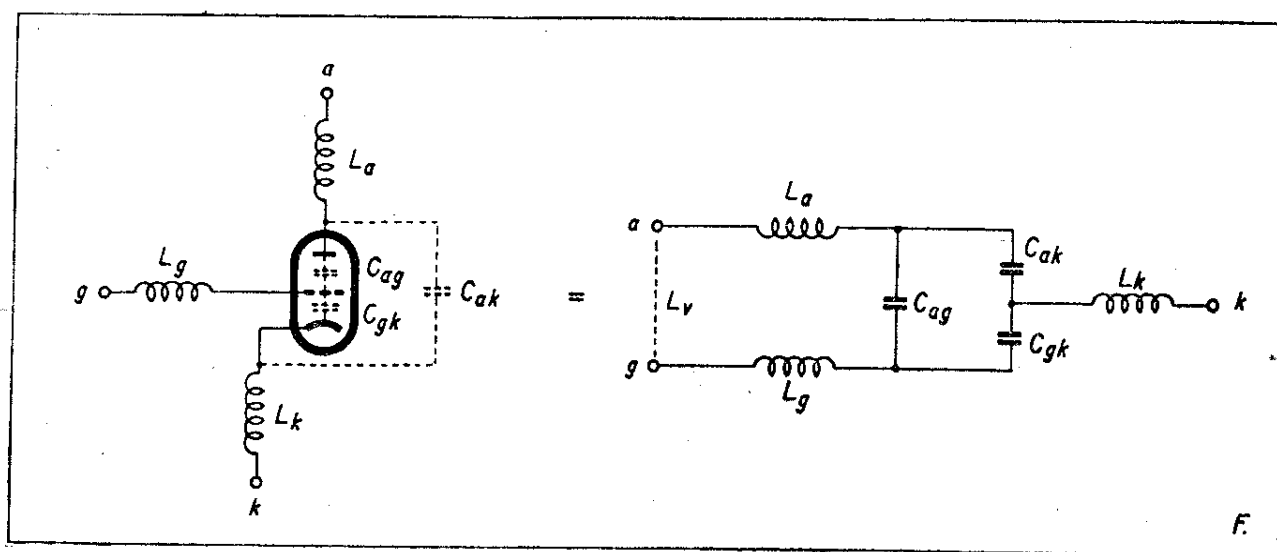 a
L_a
L_g
g
C_ag
C_gk
C_ak
L_k
k
=
a
L_a
L_v
g
L_g
C_ag
C_ak
C_gk
L_k
k
F.